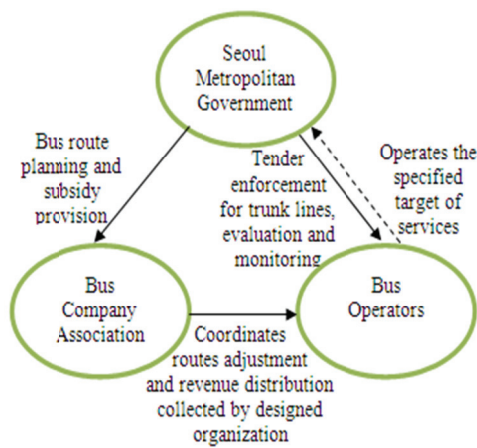 Seoul
Metropolitan
Government
Bus route
planning and
subsidy
provision
Tender
enforcement
for trunk lines,
evaluation and
monitoring
Operates the
specified
target of
services
Bus
Company
Association
Bus
Operators
Coordinates
routes adjustment
and revenue distribution
collected by designed
organization